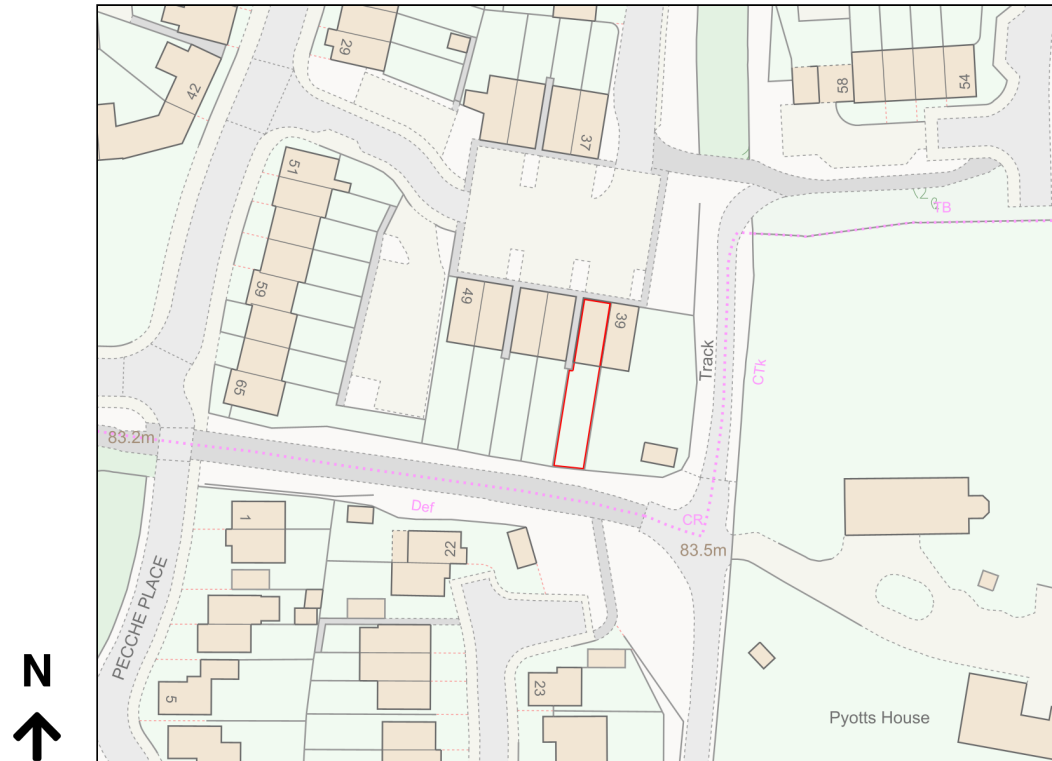 29
42
37
58
54
51
TB
59
49
39
Track
CTk
65
83.2m
Def
CR
83.5m
1
22
PECCHE PLACE
N
5
23
Pyotts House